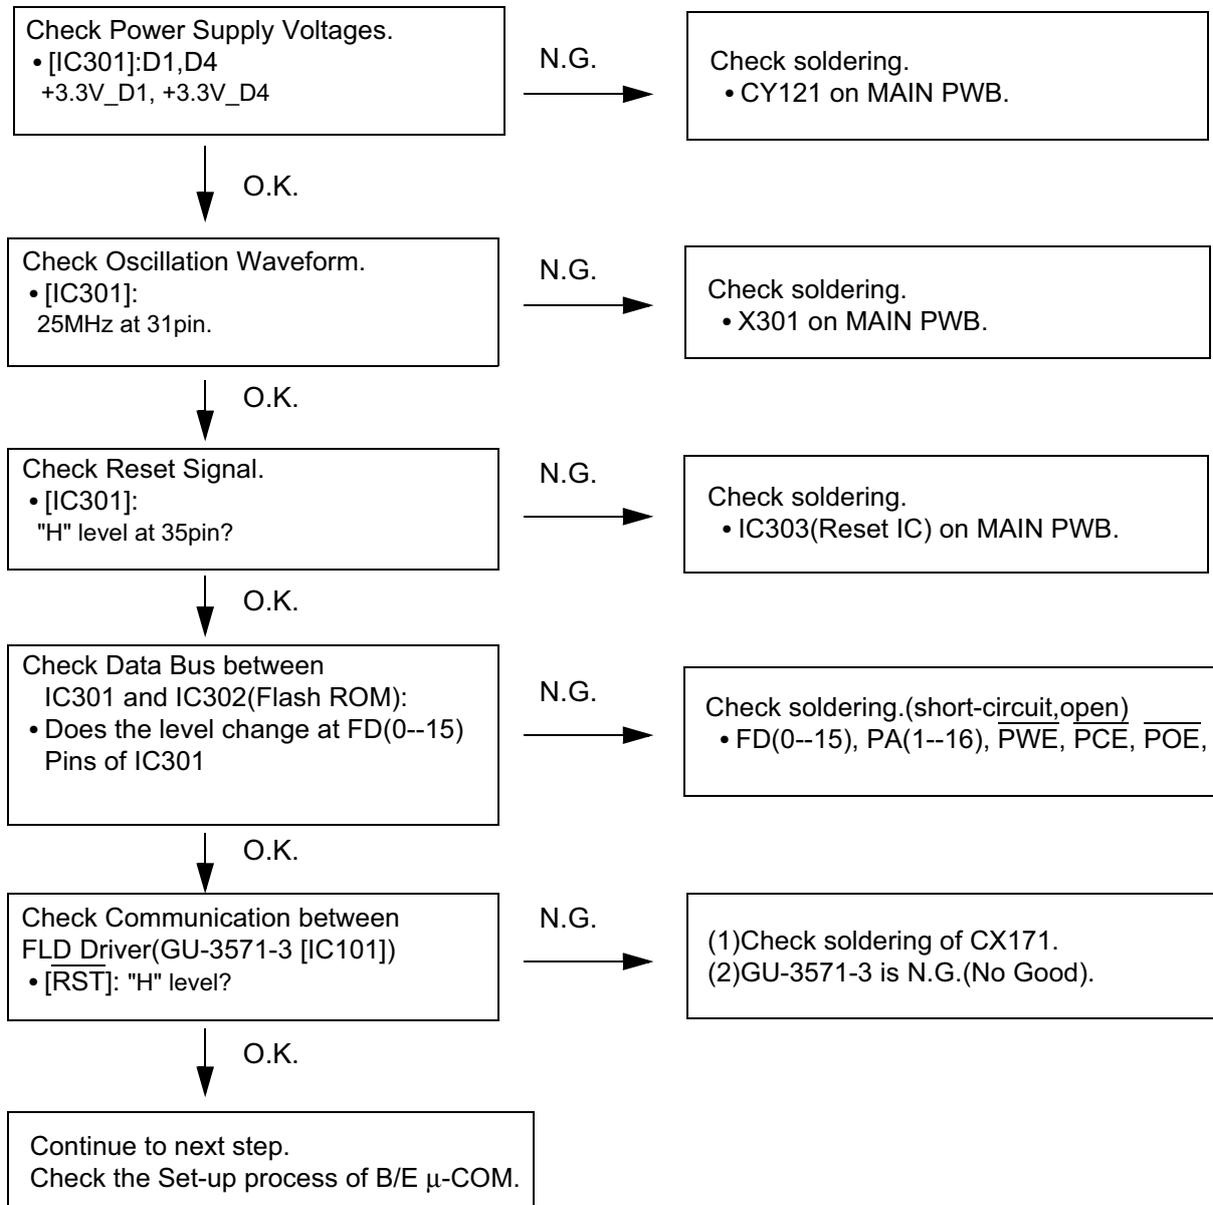 Check Power Supply Voltages.
• [IC301]:D1,D4
+3.3V_D1, +3.3V_D4
N.G.
Check soldering.
• CY121 on MAIN PWB.
O.K.
Check Oscillation Waveform.
• [IC301]:
25MHz at 31pin.
N.G.
Check soldering.
• X301 on MAIN PWB.
O.K.
Check Reset Signal.
• [IC301]:
"H" level at 35pin?
N.G.
Check soldering.
• IC303(Reset IC) on MAIN PWB.
O.K.
Check Data Bus between
IC301 and IC302(Flash ROM):
• Does the level change at FD(0--15)
Pins of IC301
N.G.
Check soldering.(short-circuit,open)
• FD(0--15), PA(1--16), P̅W̅E̅, P̅C̅E̅, P̅O̅E̅,
O.K.
Check Communication between
FLD Driver(GU-3571-3 [IC101])
• [R̅S̅T̅]: "H" level?
N.G.
(1)Check soldering of CX171.
(2)GU-3571-3 is N.G.(No Good).
O.K.
Continue to next step.
Check the Set-up process of B/E μ-COM.